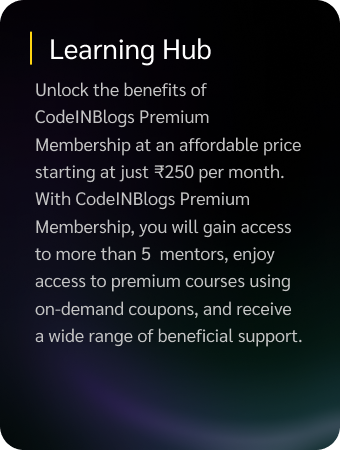 Learning Hub
Unlock the benefits of
CodeINBlogs Premium
Membership at an affordable price
starting at just ₹250 per month.
With CodeINBlogs Premium
Membership, you will gain access
to more than 5  mentors, enjoy
access to premium courses using
on-demand coupons, and receive
a wide range of beneficial support.